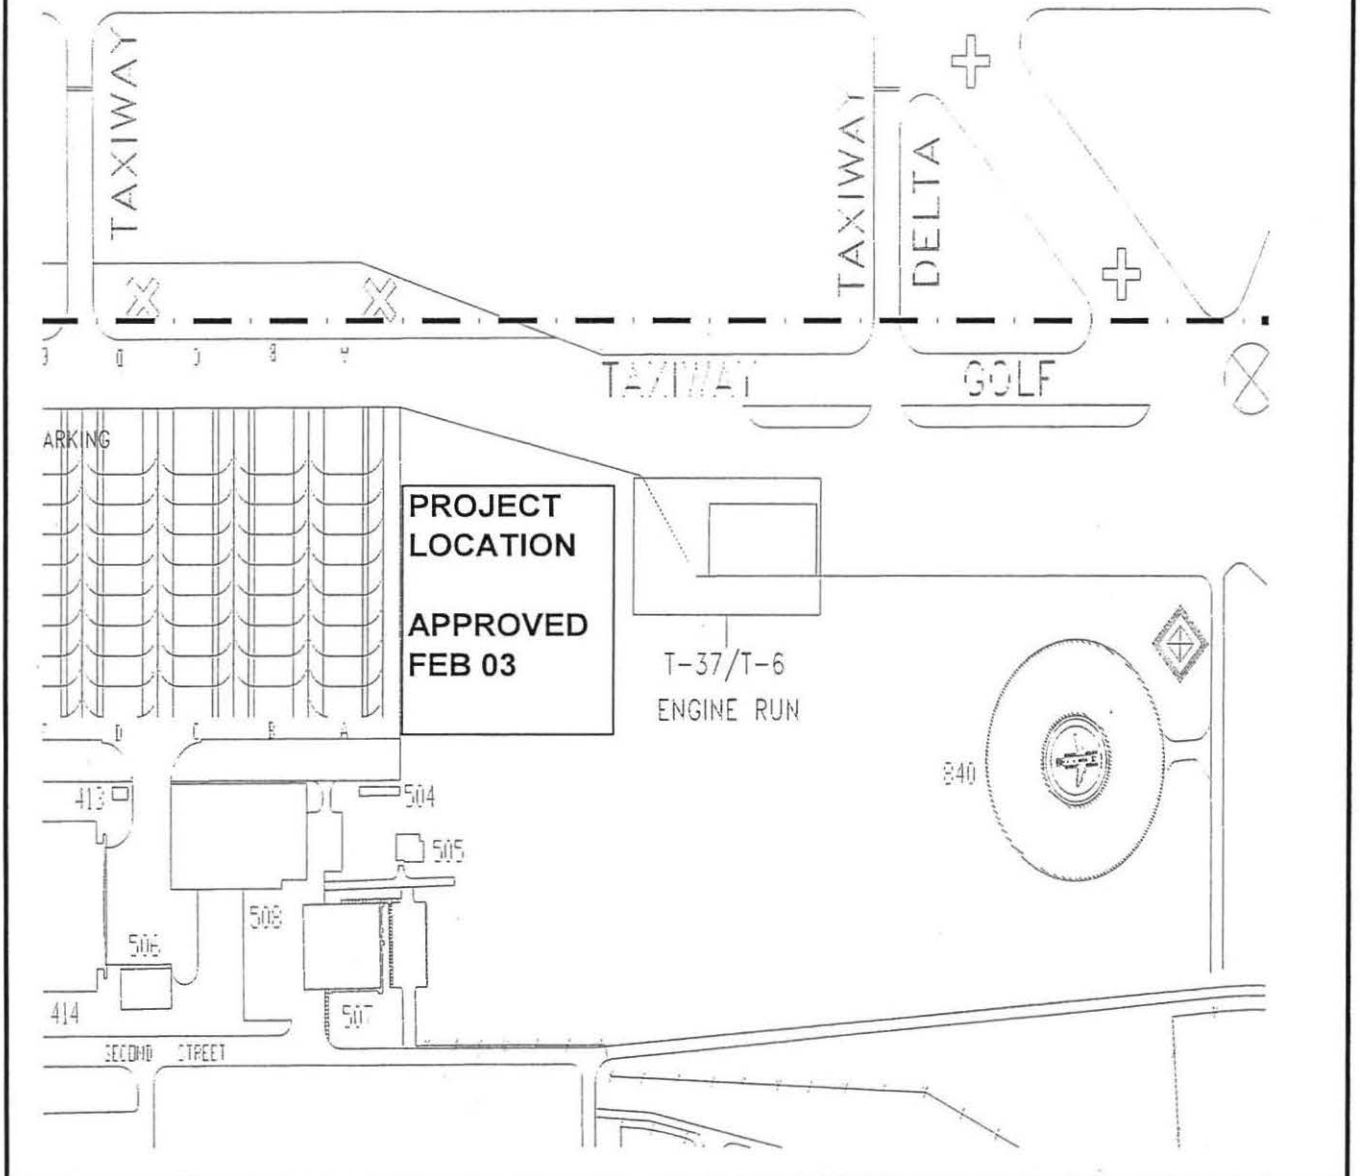 TAXIWAY
TAXIWAY
DELTA
E D C B A
TAXIWAY
GOLF
ARKING
PROJECT
LOCATION
APPROVED
FEB 03
T-37/T-6
ENGINE RUN
D C B A
840
413
504
505
508
506
507
414
SECOND STREET